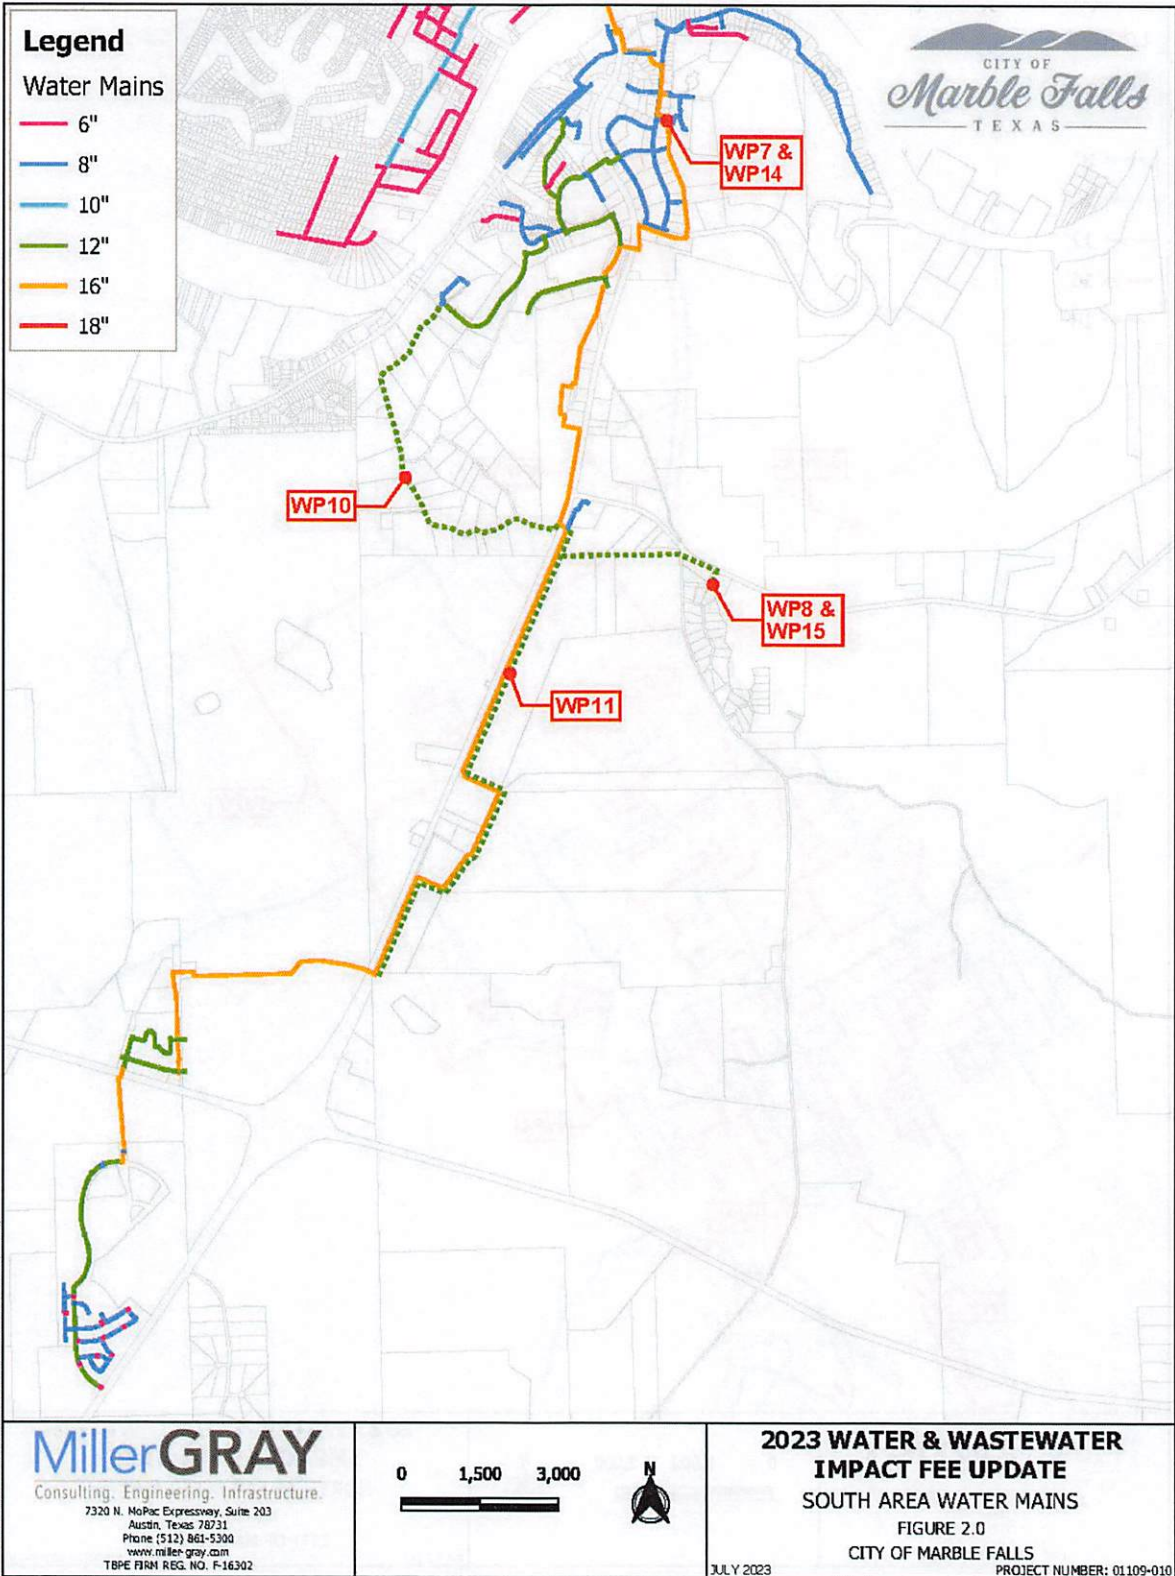 Legend
Water Mains
6"
8"
10"
12"
16"
18"
CITY OF
Marble Falls
TEXAS
WP7 &
WP14
WP10
WP8 &
WP15
WP11
MillerGRAY
Consulting. Engineering. Infrastructure.
7320 N. MoPac Expressway, Suite 203
Austin, Texas 78731
Phone (512) 861-5300
www.miller-gray.com
TBPE FIRM REG. NO. F-16302
0 1,500 3,000
N
2023 WATER & WASTEWATER
IMPACT FEE UPDATE
SOUTH AREA WATER MAINS
FIGURE 2.0
CITY OF MARBLE FALLS
JULY 2023 PROJECT NUMBER: 01109-010